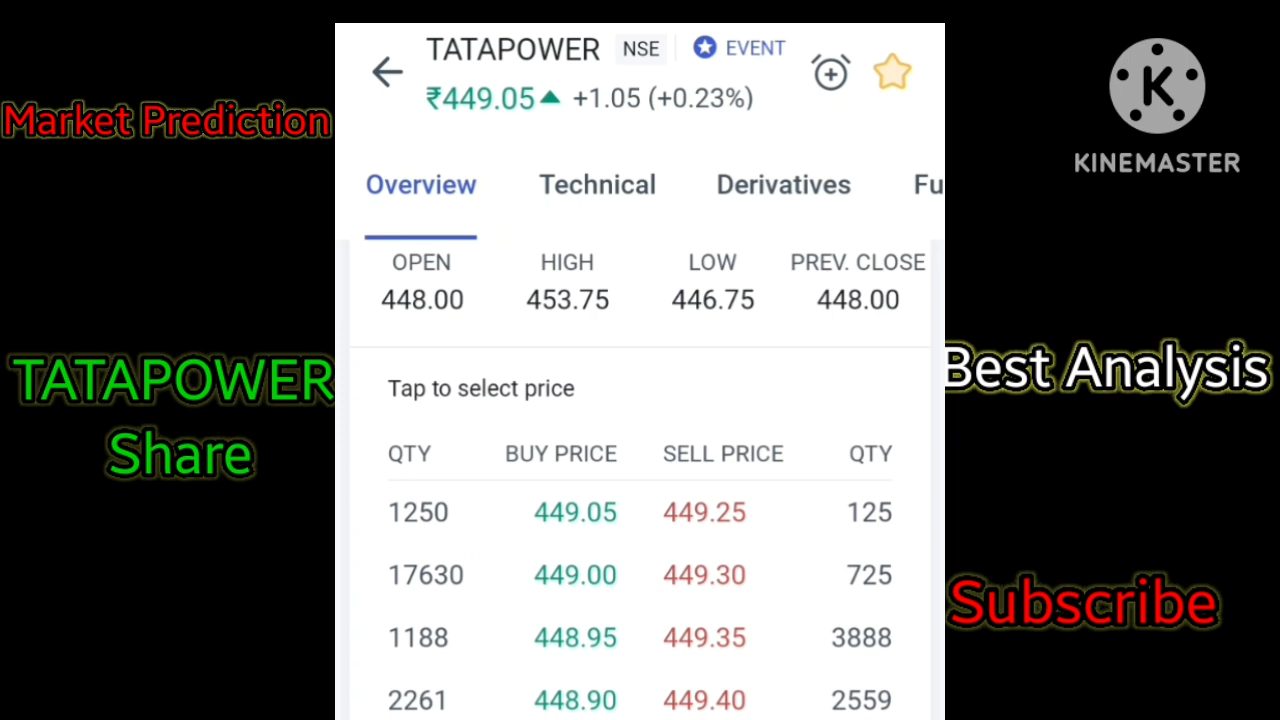 TATAPOWER NSE EVENT
₹449.05 +1.05 (+0.23%)
Market Prediction
K
KINEMASTER
Overview Technical Derivatives Fu
OPEN HIGH LOW PREV. CLOSE
448.00 453.75 446.75 448.00
TATAPOWER
Share
Best Analysis
Tap to select price
QTY BUY PRICE SELL PRICE QTY
1250 449.05 449.25 125
17630 449.00 449.30 725
1188 448.95 449.35 3888
2261 448.90 449.40 2559
Subscribe